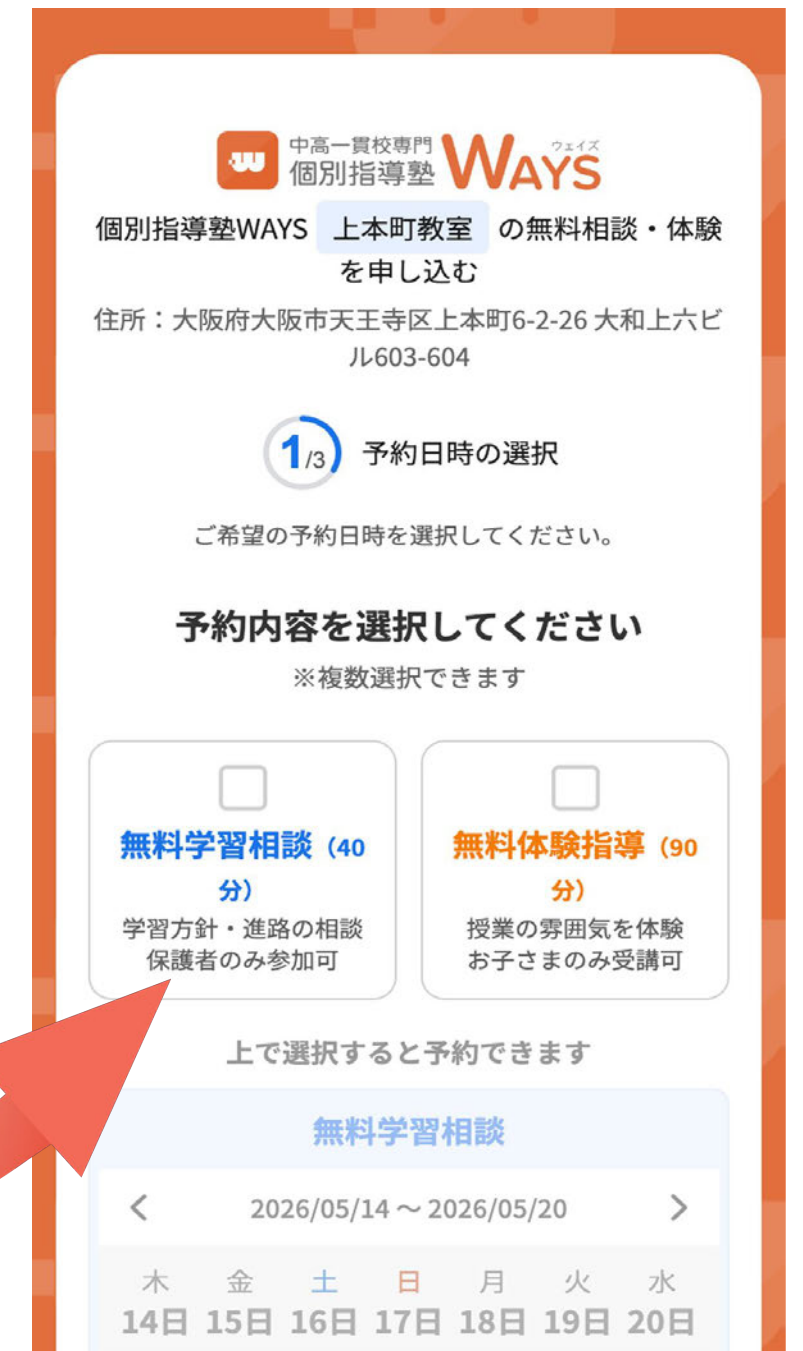 中高一貫校専門
個別指導塾 WAYS
ウェイズ
個別指導塾WAYS 上本町教室 の無料相談・体験
を申し込む
住所：大阪府大阪市天王寺区上本町6-2-26 大和上六ビ
ル603-604
1/3 予約日時の選択
ご希望の予約日時を選択してください。
予約内容を選択してください
※複数選択できます
無料学習相談（40
分）
学習方針・進路の相談
保護者のみ参加可
無料体験指導（90
分）
授業の雰囲気を体験
お子さまのみ受講可
上で選択すると予約できます
無料学習相談
< 2026/05/14 ～ 2026/05/20 >
木 金 土 日 月 火 水
14日 15日 16日 17日 18日 19日 20日